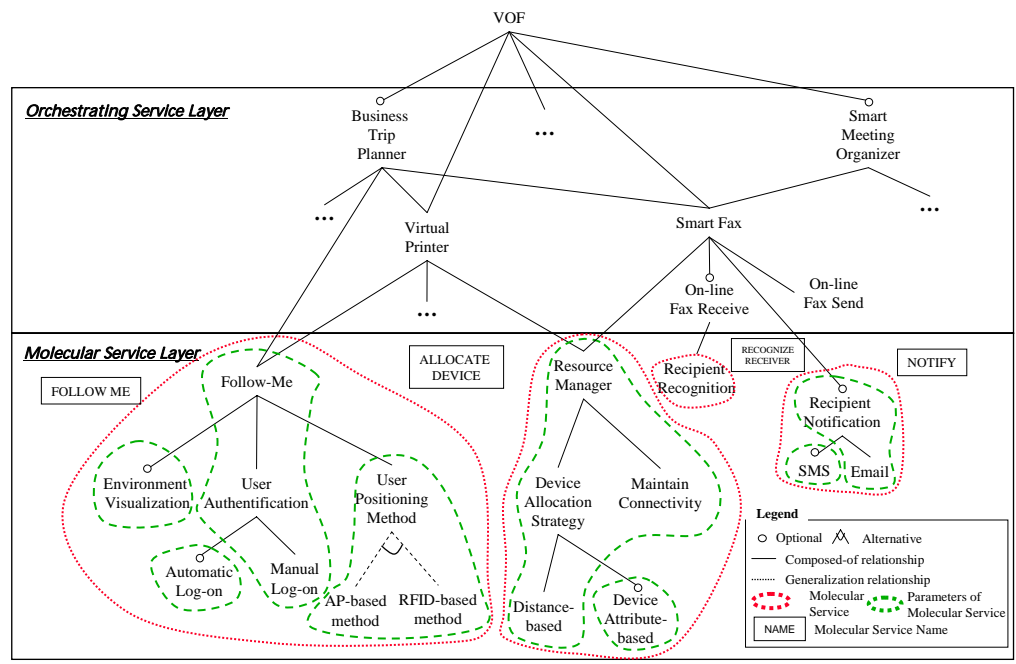 VOF
Orchestrating Service Layer
Business
Trip
Planner
...
Smart
Meeting
Organizer
...
Virtual
Printer
Smart Fax
...
On-line
Fax Receive
On-line
Fax Send
...
Molecular Service Layer
FOLLOW ME
ALLOCATE
DEVICE
RECOGNIZE
RECEIVER
NOTIFY
Follow-Me
Resource
Manager
Recipient
Recognition
Recipient
Notification
Environment
Visualization
User
Authentification
User
Positioning
Method
Device
Allocation
Strategy
Maintain
Connectivity
SMS
Email
Automatic
Log-on
Manual
Log-on
AP-based
method
RFID-based
method
Distance-
based
Device
Attribute-
based
Legend
Optional
Alternative
Composed-of relationship
Generalization relationship
Molecular
Service
Parameters of
Molecular Service
NAME
Molecular Service Name